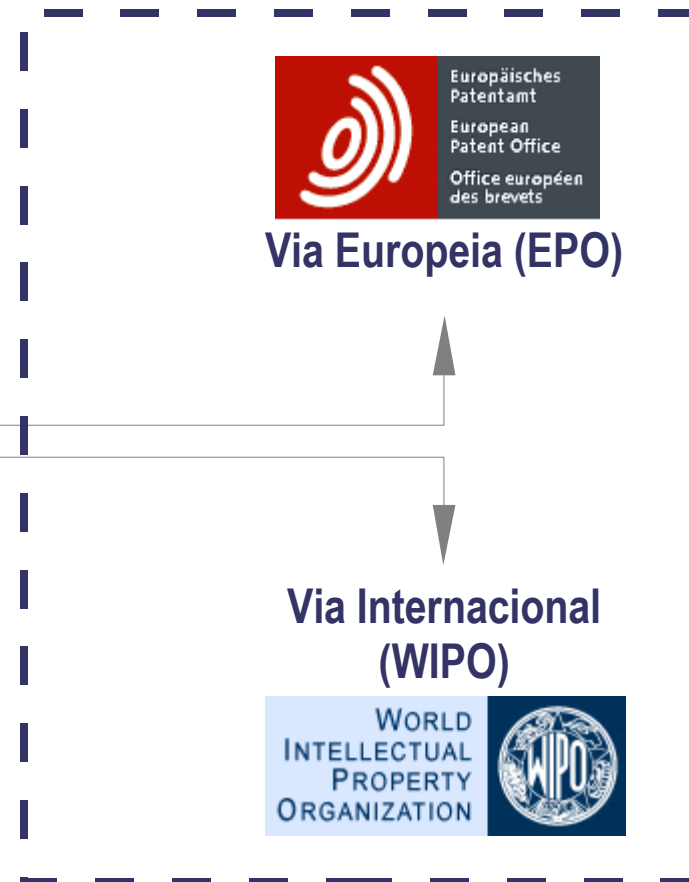 Europäisches
Patentamt
European
Patent Office
Office européen
des brevets
Via Europeia (EPO)
Via Internacional
(WIPO)
WORLD
INTELLECTUAL
PROPERTY
ORGANIZATION
WIPO